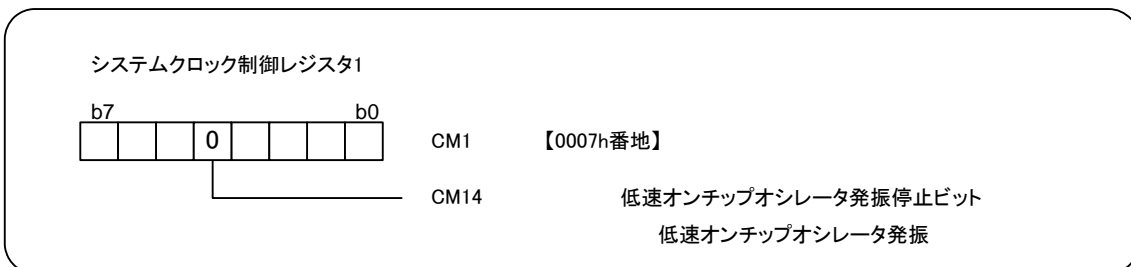 システムクロック制御レジスタ1
b7 b0
0 CM1 【0007h番地】
CM14 低速オンチップオシレータ発振停止ビット
低速オンチップオシレータ発振